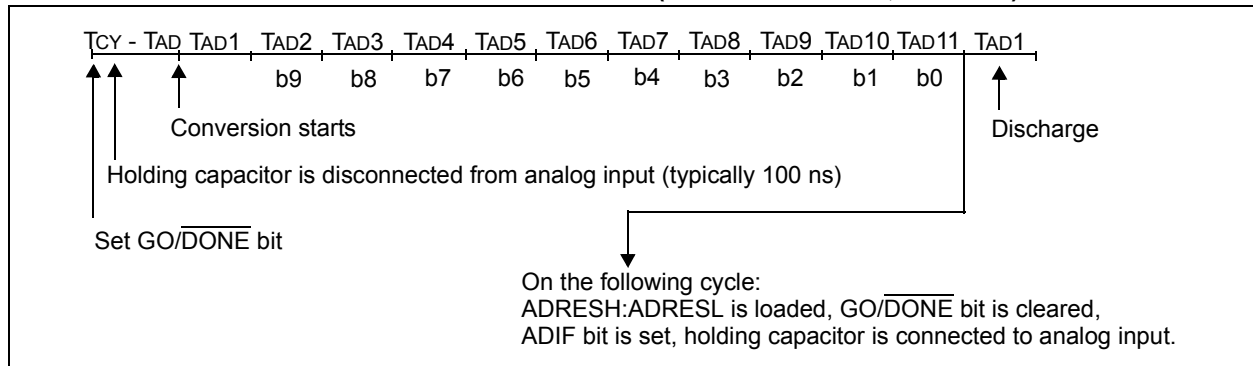 TCY - TAD TAD1 TAD2 TAD3 TAD4 TAD5 TAD6 TAD7 TAD8 TAD9 TAD10 TAD11 TAD1
b9 b8 b7 b6 b5 b4 b3 b2 b1 b0
Conversion starts
Discharge
Holding capacitor is disconnected from analog input (typically 100 ns)
Set GO/DONE bit
On the following cycle:
ADRESH:ADRESL is loaded, GO/DONE bit is cleared,
ADIF bit is set, holding capacitor is connected to analog input.